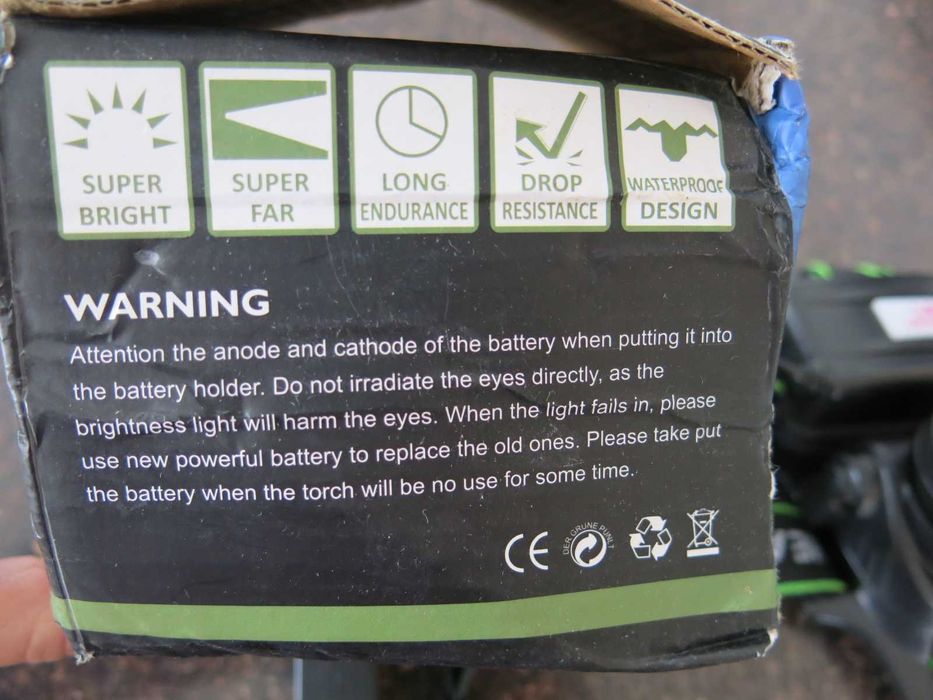 SUPER
BRIGHT
SUPER
FAR
LONG
ENDURANCE
DROP
RESISTANCE
WATERPROOF
DESIGN
WARNING
Attention the anode and cathode of the battery when putting it into
the battery holder. Do not irradiate the eyes directly, as the
brightness light will harm the eyes. When the light fails in, please
use new powerful battery to replace the old ones. Please take put
the battery when the torch will be no use for some time.
CE
DER GRÜNE PUNLT